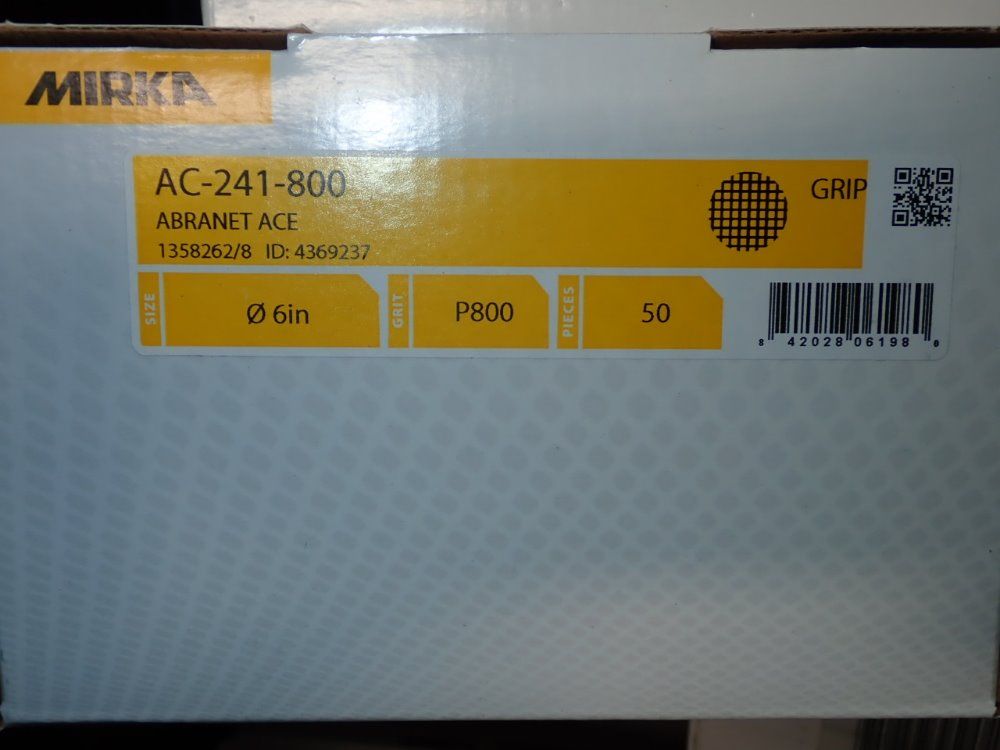 MIRKA
AC-241-800
ABRANET ACE
1358262/8 ID: 4369237
GRIP
SIZE
Ø 6in
GRIT
P800
PIECES
50
8 42028 06198 0